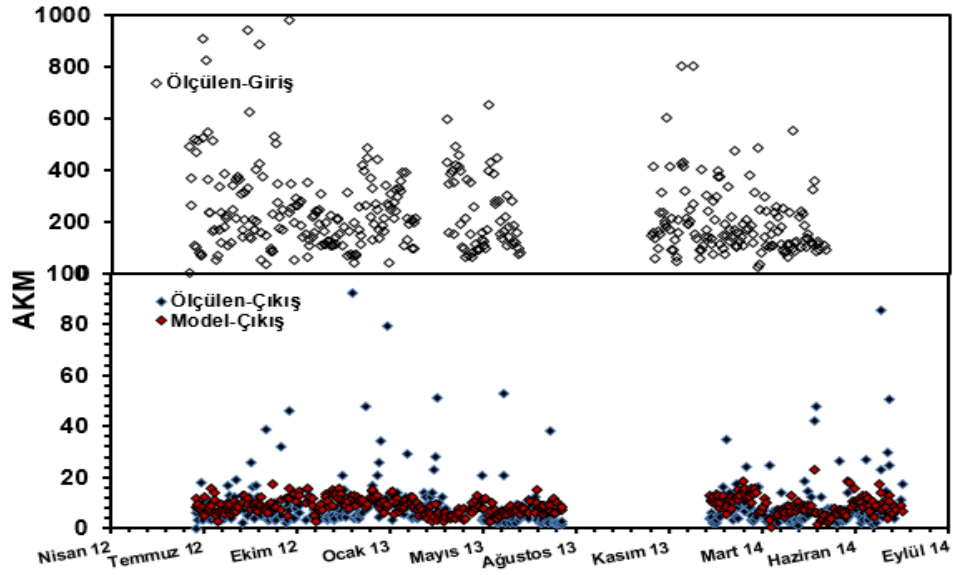 1000
800
600
400
200
0
Ölçülen-Giriş
AKM
100
80
60
40
20
0
Ölçülen-Çıkış
Model-Çıkış
Nisan 12 Temmuz 12 Ekim 12 Ocak 13 Mayıs 13 Ağustos 13 Kasım 13 Mart 14 Haziran 14 Eylül 14